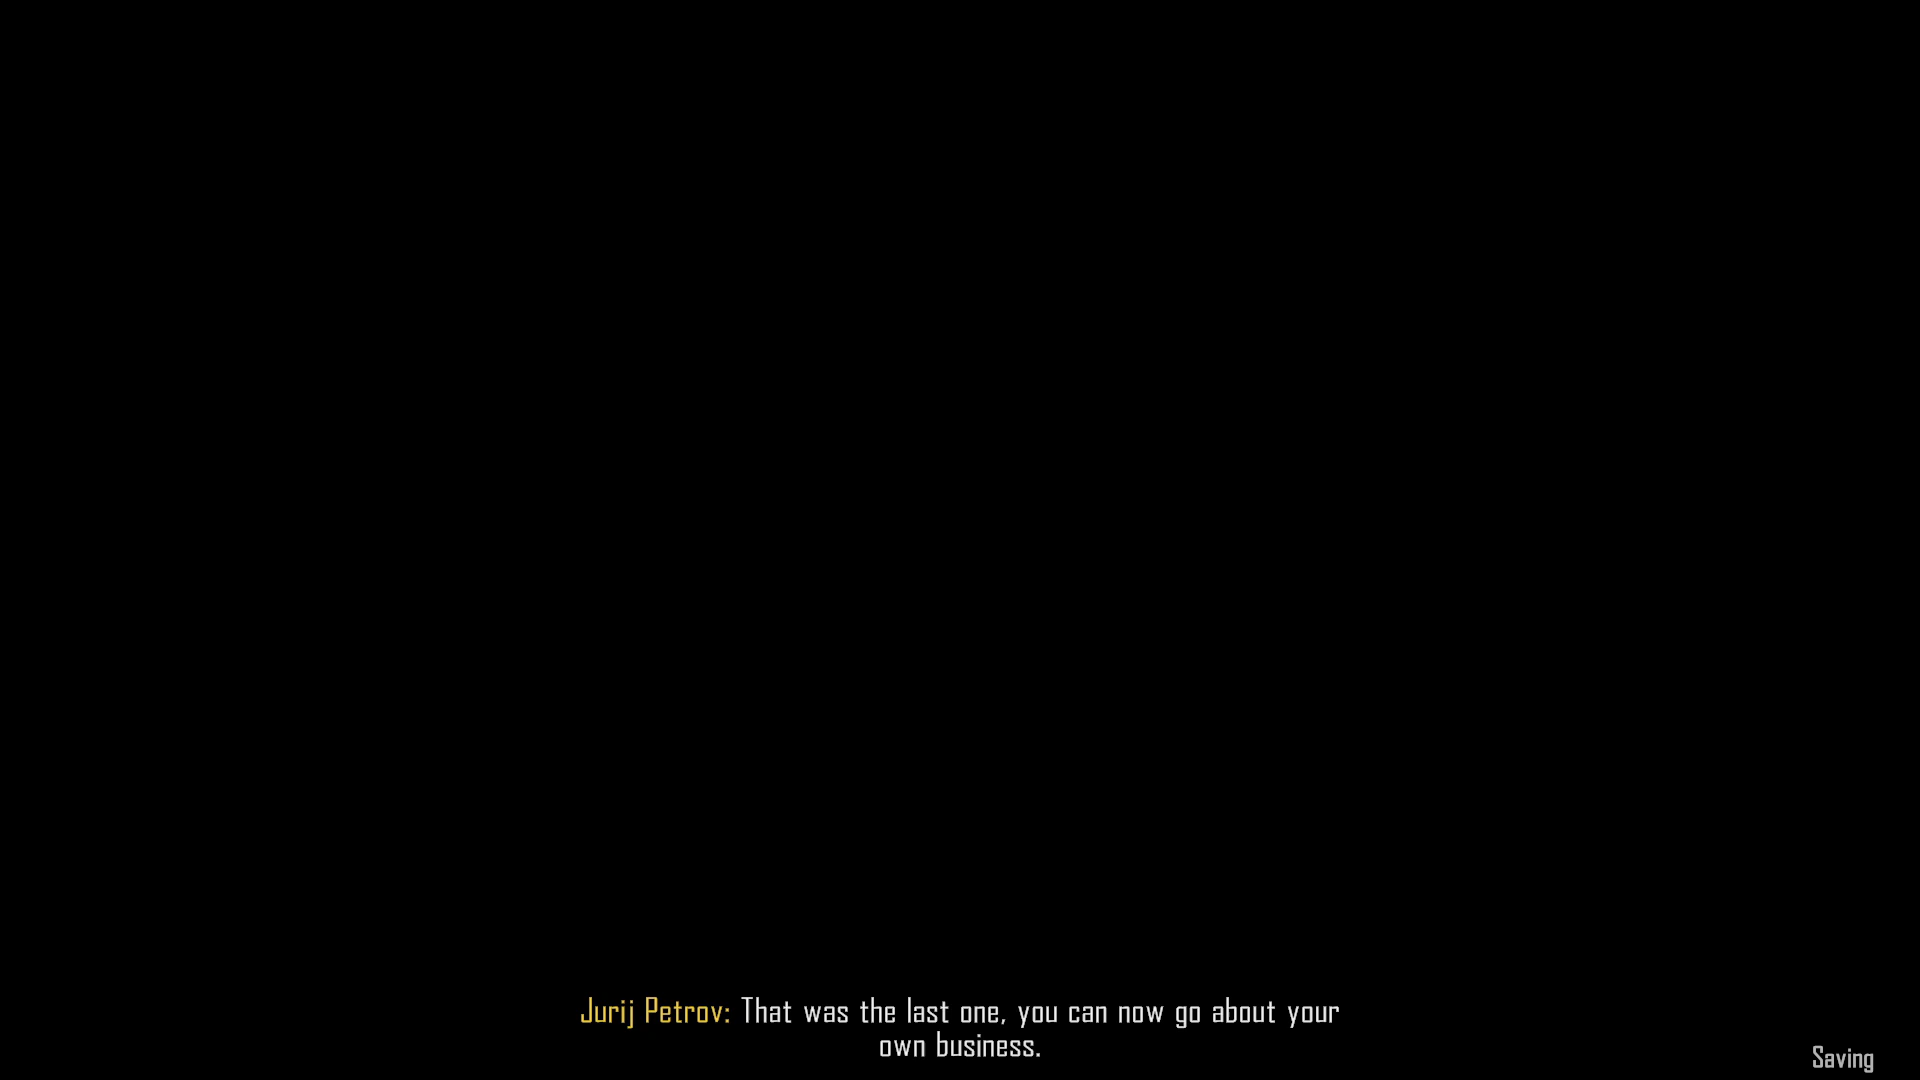 Jurij Petrov: That was the last one, you can now go about your
own business.
Saving